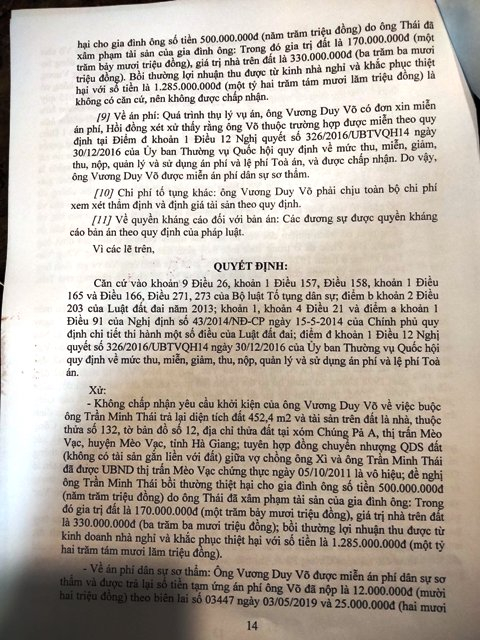 hại cho gia đình ông số tiền 500.000.000đ (năm trăm triệu đồng) do ông Thái đã
xâm phạm tài sản của gia đình ông: Trong đó gia trị đất là 170.000.000đ (một
trăm bảy mươi triệu đồng), giá trị nhà trên đất là 330.000.000đ (ba trăm ba mươi
triệu đồng). Bồi thường lợi nhuận thu được từ kinh nhà nghi và khắc phục thiệt
hại với số tiền là 1.285.000.000đ (một tỷ hai trăm tám mươi lăm triệu đồng) là
không có căn cứ, nên không được chấp nhận.
[9] Về án phí: Quá trình thụ lý vụ án, ông Vương Duy Võ có đơn xin miễn
án phí, Hồi đồng xét xử thấy rằng ông Võ thuộc trường hợp được miễn theo quy
định tại Điểm đ khoản 1 Điều 12 Nghị quyết số 326/2016/UBTVQH14 ngày
30/12/2016 của Ủy ban Thường vụ Quốc hội quy định về mức thu, miễn, giảm,
thu, nộp, quản lý và sử dụng án phí và lệ phí Toà án, và được chấp nhận. Do vậy,
ông Vương Duy Võ được miễn án phí dân sự sơ thẩm.
[10] Chi phí tố tụng khác: ông Vương Duy Võ phải chịu toàn bộ chi phí
xem xét thẩm định và định giá tài sản theo quy định.
[11] Về quyền kháng cáo đối với bản án: Các đương sự được quyền kháng
cáo bản án theo quy định của pháp luật.
Vì các lẽ trên,
QUYẾT ĐỊNH:
Căn cứ vào khoản 9 Điều 26, khoản 1 Điều 157, Điều 158, khoản 1 Điều
165 và Điều 166, Điều 271, 273 của Bộ luật Tố tụng dân sự; điểm b khoản 2 Điều
203 của Luật đất đai năm 2013; khoản 1, khoản 4 Điều 21 và điểm a khoản 1
Điều 91 của Nghị định số 43/2014/NĐ-CP ngày 15-5-2014 của Chính phủ quy
định chi tiết thi hành một số điều của Luật đất đai; điểm đ khoản 1 Điều 12 Nghị
quyết số 326/2016/UBTVQH14 ngày 30/12/2016 của Ủy ban Thường vụ Quốc hội
quy định về mức thu, miễn, giảm, thu, nộp, quản lý và sử dụng án phí và lệ phí Toà
án.
Xử:
- Không chấp nhận yêu cầu khởi kiện của ông Vương Duy Võ về việc buộc
ông Trần Minh Thái trả lại diện tích đất 452,4 m2 và tài sản trên đất là nhà, thuộc
thửa số 132, tờ bản đồ số 12, địa chỉ thửa đất tại xóm Chúng Pả A, thị trấn Mèo
Vạc, huyện Mèo Vạc, tỉnh Hà Giang; tuyên hợp đồng chuyển nhượng QDS đất
(không có tài sản gắn liền với đất) giữa vợ chồng ông Xì và ông Trần Minh Thái
đã được UBND thị trấn Mèo Vạc chứng thực ngày 05/10/2011 là vô hiệu; đề nghị
ông Trần Minh Thái bồi thường thiệt hại cho gia đình ông số tiền 500.000.000đ
(năm trăm triệu đồng) do ông Thái đã xâm phạm tài sản của gia đình ông: Trong
đó gia trị đất là 170.000.000đ (một trăm bảy mươi triệu đồng), giá trị nhà trên đất
là 330.000.000đ (ba trăm ba mươi triệu đồng); bồi thường lợi nhuận thu được từ
kinh doanh nhà nghi và khắc phục thiệt hại với số tiền là 1.285.000.000đ (một tỷ
hai trăm tám mươi lăm triệu đồng).
- Về án phí dân sự sơ thẩm: Ông Vương Duy Võ được miễn án phí dân sự sơ
thẩm và được trả lại số tiền tạm ứng án phí ông Võ đã nộp là 12.000.000đ (mười
hai triệu đồng) theo biên lai số 03447 ngày 03/05/2019 và 25.000.000đ (hai mươi
14